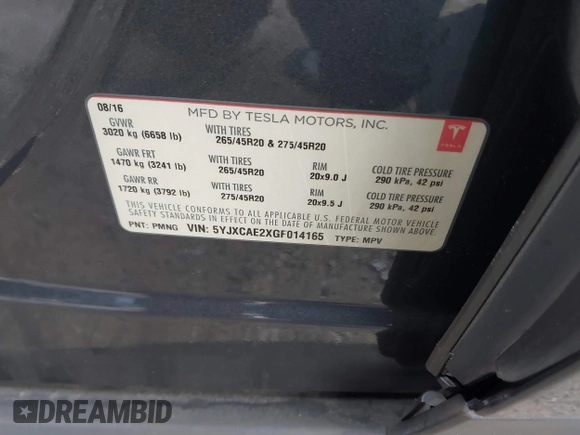 08/16 MFD BY TESLA MOTORS, INC.
GVWR WITH TIRES
3020 kg (6658 lb) 265/45R20 & 275/45R20
GAWR FRT WITH TIRES RIM COLD TIRE PRESSURE
1470 kg (3241 lb) 265/45R20 20x9.0 J 290 kPa, 42 psi
GAWR RR WITH TIRES RIM COLD TIRE PRESSURE
1720 kg (3792 lb) 275/45R20 20x9.5 J 290 kPa, 42 psi
THIS VEHICLE CONFORMS TO ALL APPLICABLE U.S. FEDERAL MOTOR VEHICLE
SAFETY STANDARDS IN EFFECT ON THE DATE OF MANUFACTURE SHOWN ABOVE.
PNT: PMNG VIN: 5YJXCAE2XGF014165 TYPE: MPV
TESLA
DREAMBID